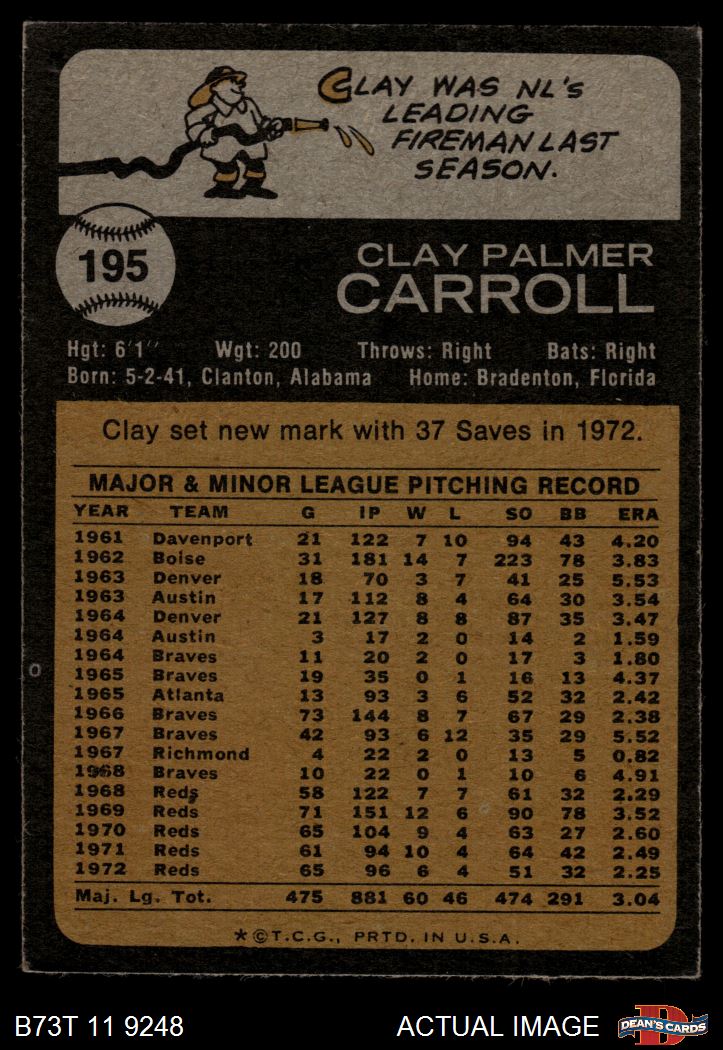 CLAY WAS NL'S
LEADING
FIREMAN LAST
SEASON.
195
CLAY PALMER
CARROLL
Hgt: 6'1" Wgt: 200 Throws: Right Bats: Right
Born: 5-2-41, Clanton, Alabama Home: Bradenton, Florida
Clay set new mark with 37 Saves in 1972.
MAJOR & MINOR LEAGUE PITCHING RECORD
YEAR TEAM G IP W L SO BB ERA
1961 Davenport 21 122 7 10 94 43 4.20
1962 Boise 31 181 14 7 223 78 3.83
1963 Denver 18 70 3 7 41 25 5.53
1963 Austin 17 112 8 4 64 30 3.54
1964 Denver 21 127 8 8 87 35 3.47
1964 Austin 3 17 2 0 14 2 1.59
1964 Braves 11 20 2 0 17 3 1.80
1965 Braves 19 35 0 1 16 13 4.37
1965 Atlanta 13 93 3 6 52 32 2.42
1966 Braves 73 144 8 7 67 29 2.38
1967 Braves 42 93 6 12 35 29 5.52
1967 Richmond 4 22 2 0 13 5 0.82
1968 Braves 10 22 0 1 10 6 4.91
1968 Reds 58 122 7 7 61 32 2.29
1969 Reds 71 151 12 6 90 78 3.52
1970 Reds 65 104 9 4 63 27 2.60
1971 Reds 61 94 10 4 64 42 2.49
1972 Reds 65 96 6 4 51 32 2.25
Maj. Lg. Tot. 475 881 60 46 474 291 3.04
*©T.C.G., PRTD. IN U.S.A.
B73T 11 9248 ACTUAL IMAGE
D
DEAN'S CARDS